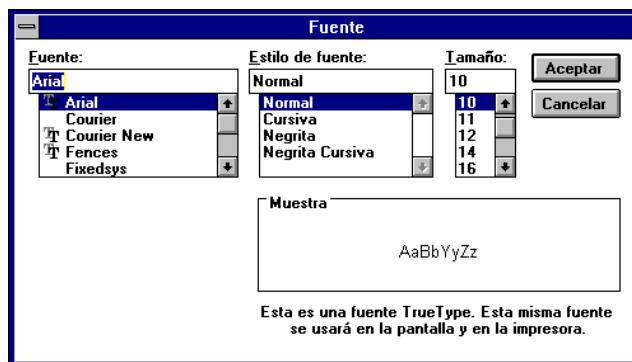 Fuente
Fuente:
Estilo de fuente:
Tamaño:
Arial
Normal
10
Aceptar
Cancelar
Arial
Courier
Courier New
Fences
Fixedsys
Normal
Cursiva
Negrita
Negrita Cursiva
10
11
12
14
16
Muestra
AaBbYyZz
Esta es una fuente TrueType. Esta misma fuente
se usará en la pantalla y en la impresora.